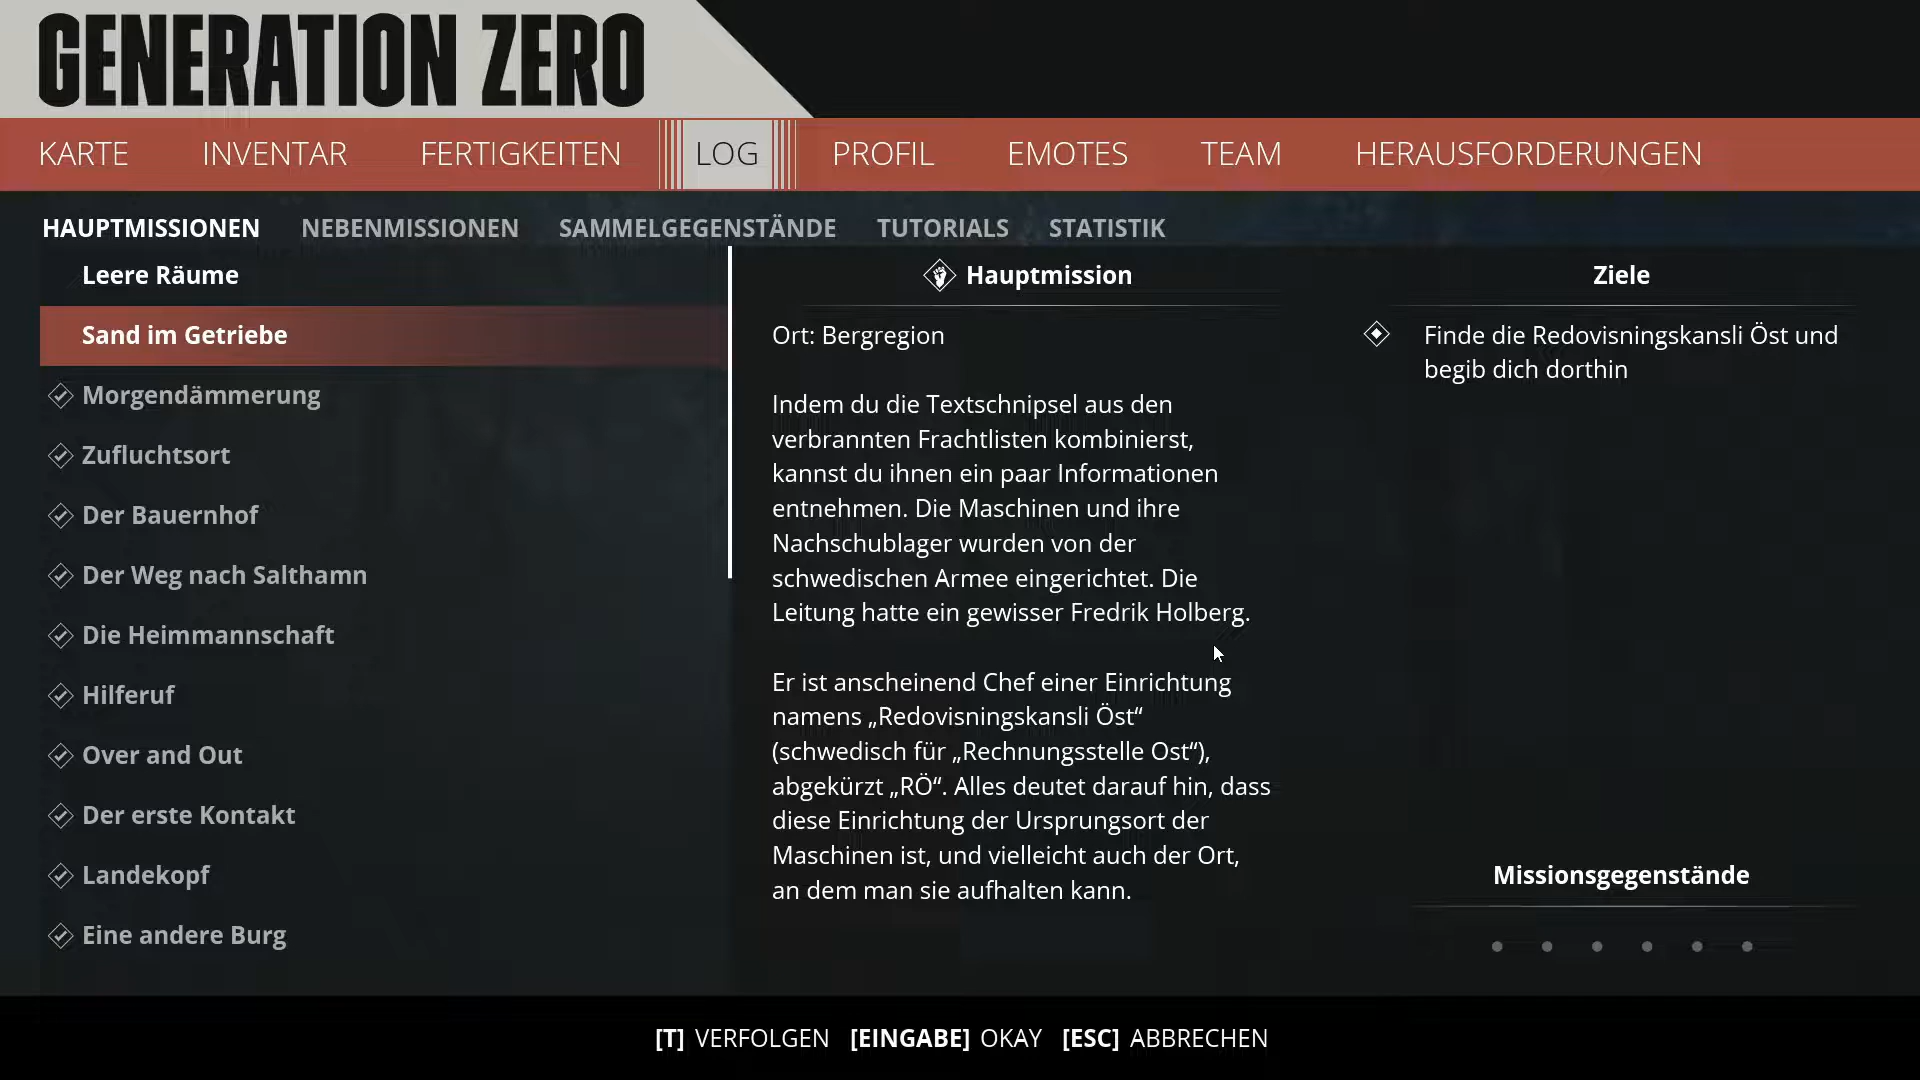 GENERATION ZERO
KARTE INVENTAR FERTIGKEITEN LOG PROFIL EMOTES TEAM HERAUSFORDERUNGEN
HAUPTMISSIONEN NEBENMISSIONEN SAMMELGEGENSTÄNDE TUTORIALS STATISTIK
Leere Räume
Sand im Getriebe
Morgendämmerung
Zufluchtsort
Der Bauernhof
Der Weg nach Salthamn
Die Heimmannschaft
Hilferuf
Over and Out
Der erste Kontakt
Landekopf
Eine andere Burg
Hauptmission
Ort: Bergregion
Indem du die Textschnipsel aus den
verbrannten Frachtlisten kombinierst,
kannst du ihnen ein paar Informationen
entnehmen. Die Maschinen und ihre
Nachschublager wurden von der
schwedischen Armee eingerichtet. Die
Leitung hatte ein gewisser Fredrik Holberg.
Er ist anscheinend Chef einer Einrichtung
namens „Redovisningskansli Öst“
(schwedisch für „Rechnungsstelle Ost“),
abgekürzt „RÖ“. Alles deutet darauf hin, dass
diese Einrichtung der Ursprungsort der
Maschinen ist, und vielleicht auch der Ort,
an dem man sie aufhalten kann.
Ziele
Finde die Redovisningskansli Öst und
begib dich dorthin
Missionsgegenstände
[T] VERFOLGEN [EINGABE] OKAY [ESC] ABBRECHEN